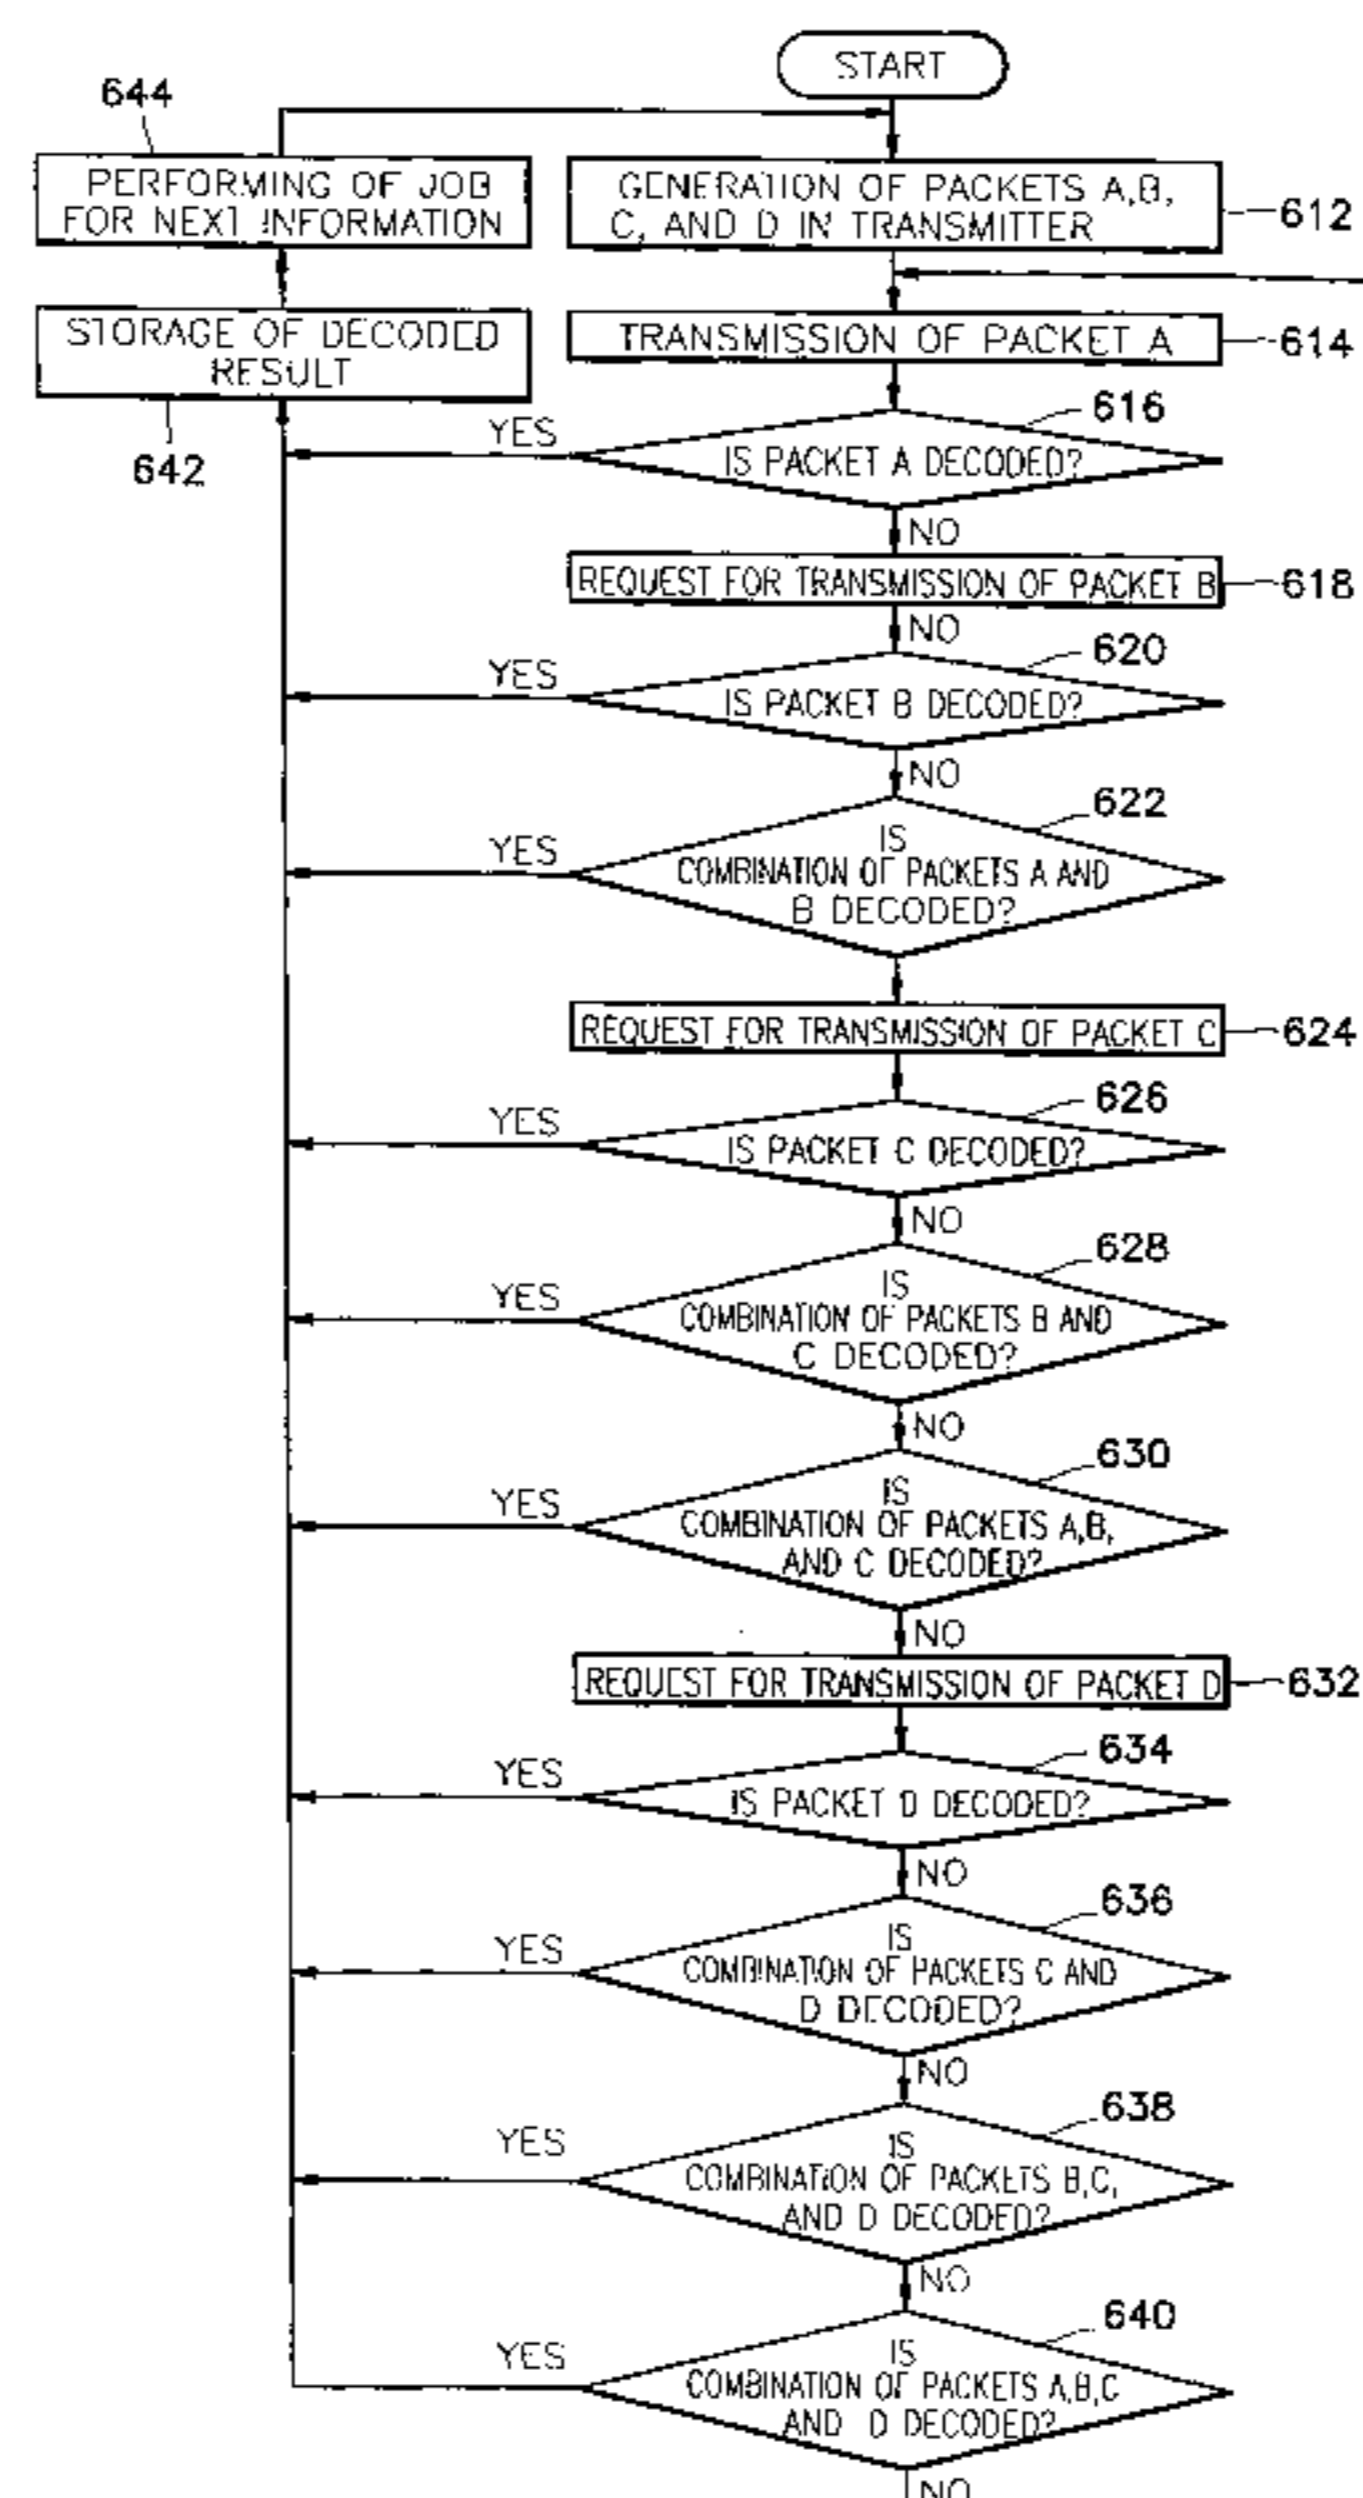 START
644
PERFORMING OF JOB
FOR NEXT INFORMATION
GENERATION OF PACKETS A,B,
C, AND D IN TRANSMITTER
612
STORAGE OF DECODED
RESULT
642
TRANSMISSION OF PACKET A
614
616
YES
IS PACKET A DECODED?
NO
REQUEST FOR TRANSMISSION OF PACKET B
618
NO
620
YES
IS PACKET B DECODED?
NO
622
YES
IS
COMBINATION OF PACKETS A AND
B DECODED?
REQUEST FOR TRANSMISSION OF PACKET C
624
626
YES
IS PACKET C DECODED?
NO
628
YES
IS
COMBINATION OF PACKETS B AND
C DECODED?
NO
630
YES
IS
COMBINATION OF PACKETS A,B,
AND C DECODED?
NO
REQUEST FOR TRANSMISSION OF PACKET D
632
634
YES
IS PACKET D DECODED?
NO
636
YES
IS
COMBINATION OF PACKETS C AND
D DECODED?
NO
638
YES
IS
COMBINATION OF PACKETS B,C,
AND D DECODED?
NO
640
YES
IS
COMBINATION OF PACKETS A,B,C
AND D DECODED?
NO